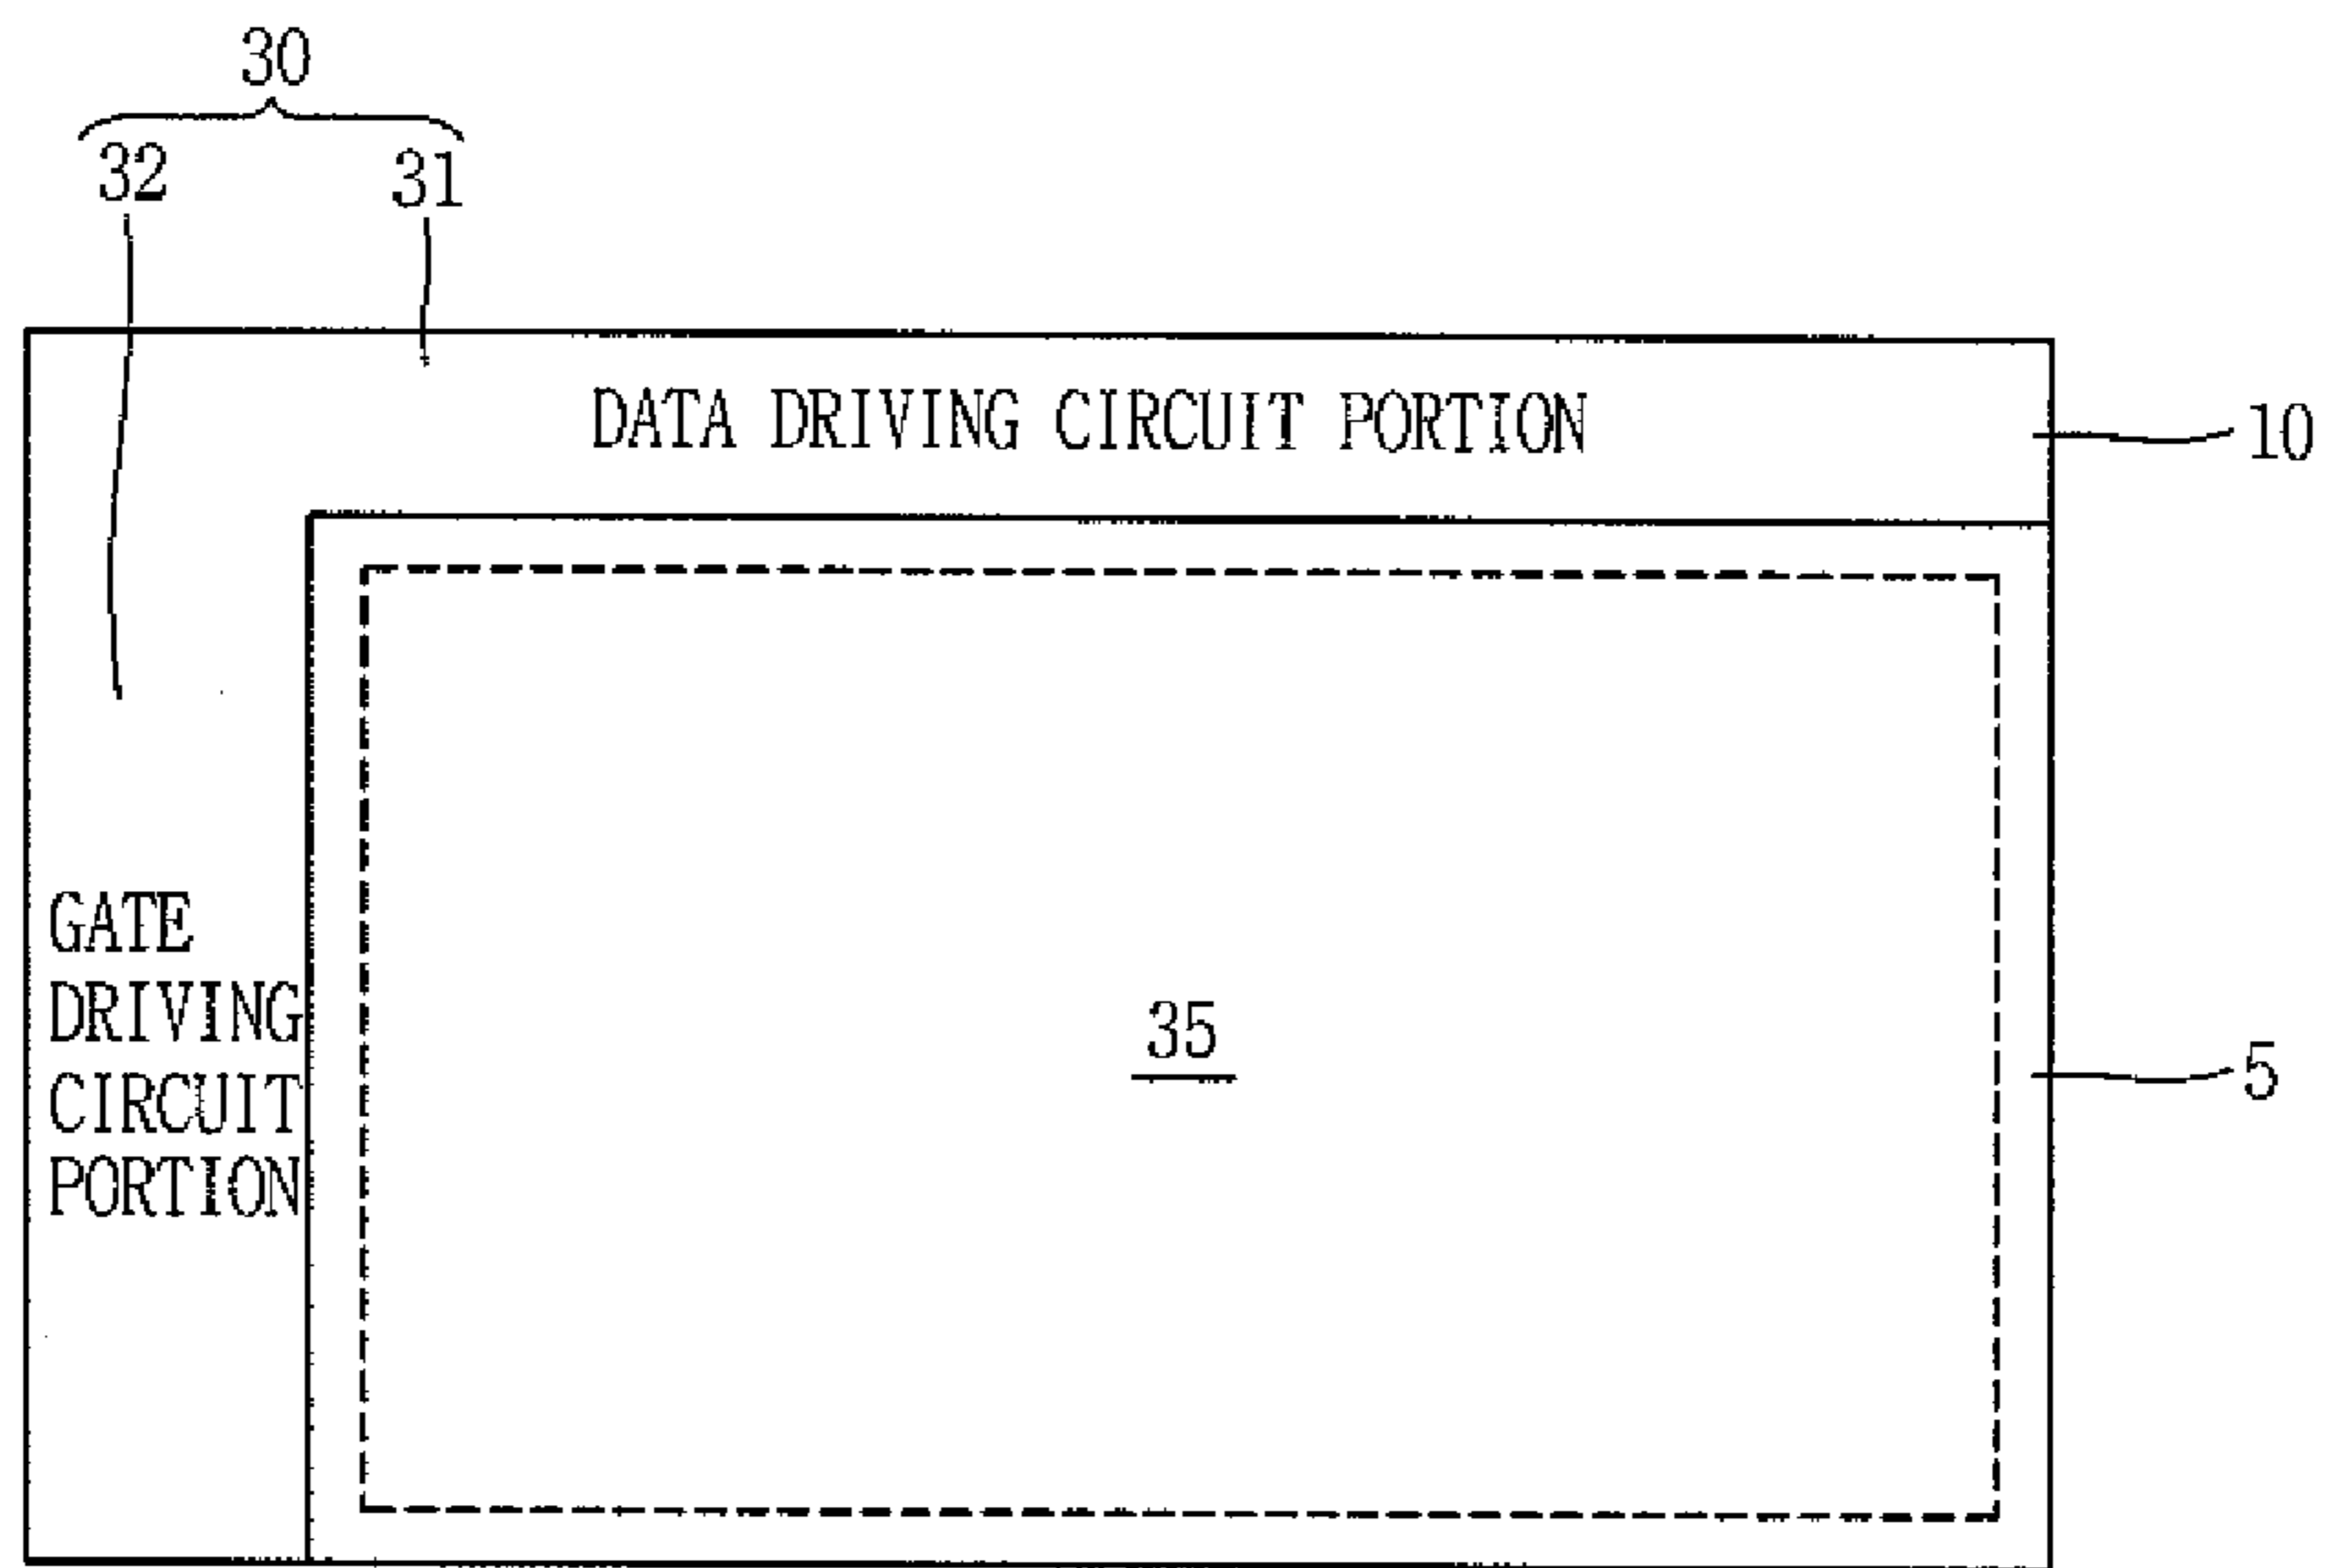 30
32 31
DATA DRIVING CIRCUIT PORTION
10
GATE
DRIVING
CIRCUIT
PORTION
35
5